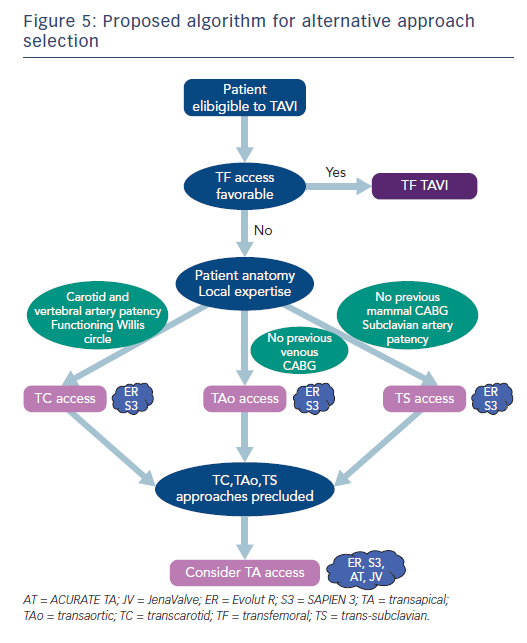 Figure 5: Proposed algorithm for alternative approach
selection
Patient
elibigible to TAVI
TF access
favorable
Yes
TF TAVI
No
Patient anatomy
Local expertise
Carotid and
vertebral artery patency
Functioning Willis
circle
No previous
venous
CABG
No previous
mammal CABG
Subclavian artery
patency
TC access
ER
S3
TAo access
ER
S3
TS access
ER
S3
TC,TAo,TS
approaches precluded
Consider TA access
ER, S3,
AT, JV
AT = ACURATE TA; JV = JenaValve; ER = Evolut R; S3 = SAPIEN 3; TA = transapical;
TAo = transaortic; TC = transcarotid; TF = transfemoral; TS = trans-subclavian.